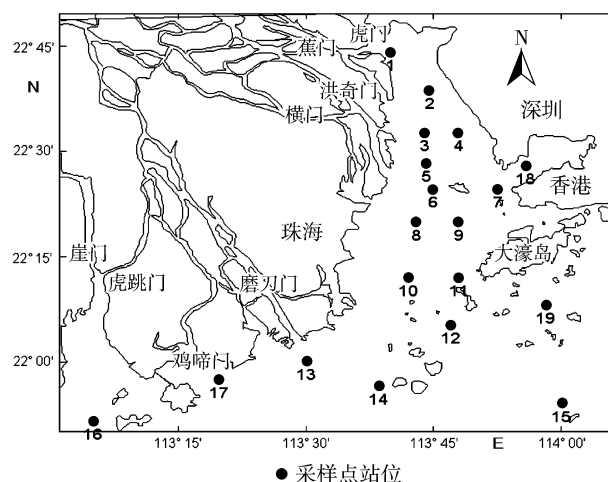 虎门
22°45′
蕉门
1
N
N
洪奇门
2
深圳
横门
3
4
22°30′
5
18
香港
6
7
珠海
8
9
22°15′
崖门
大濠岛
虎跳门
磨刀门
10
11
19
12
22°00′
鸡啼门
13
17
14
15
16
113°15′
113°30′
113°45′
E
114°00′
采样点站位